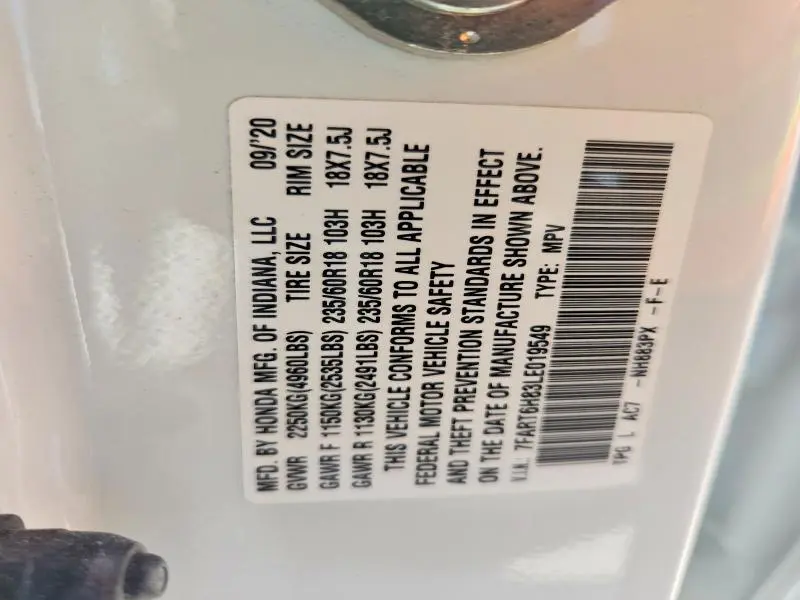 MFD. BY HONDA MFG. OF INDIANA, LLC 09/'20
GVWR 2250KG(4960LBS) TIRE SIZE RIM SIZE
GAWR F 1150KG(2535LBS) 235/60R18 103H 18X7.5J
GAWR R 1130KG(2491LBS) 235/60R18 103H 18X7.5J
THIS VEHICLE CONFORMS TO ALL APPLICABLE
FEDERAL MOTOR VEHICLE SAFETY
AND THEFT PREVENTION STANDARDS IN EFFECT
ON THE DATE OF MANUFACTURE SHOWN ABOVE.
V.I.N.: 7FART6H83LE019549 TYPE: MPV
TPG L AC7 -NH883PX -F-E